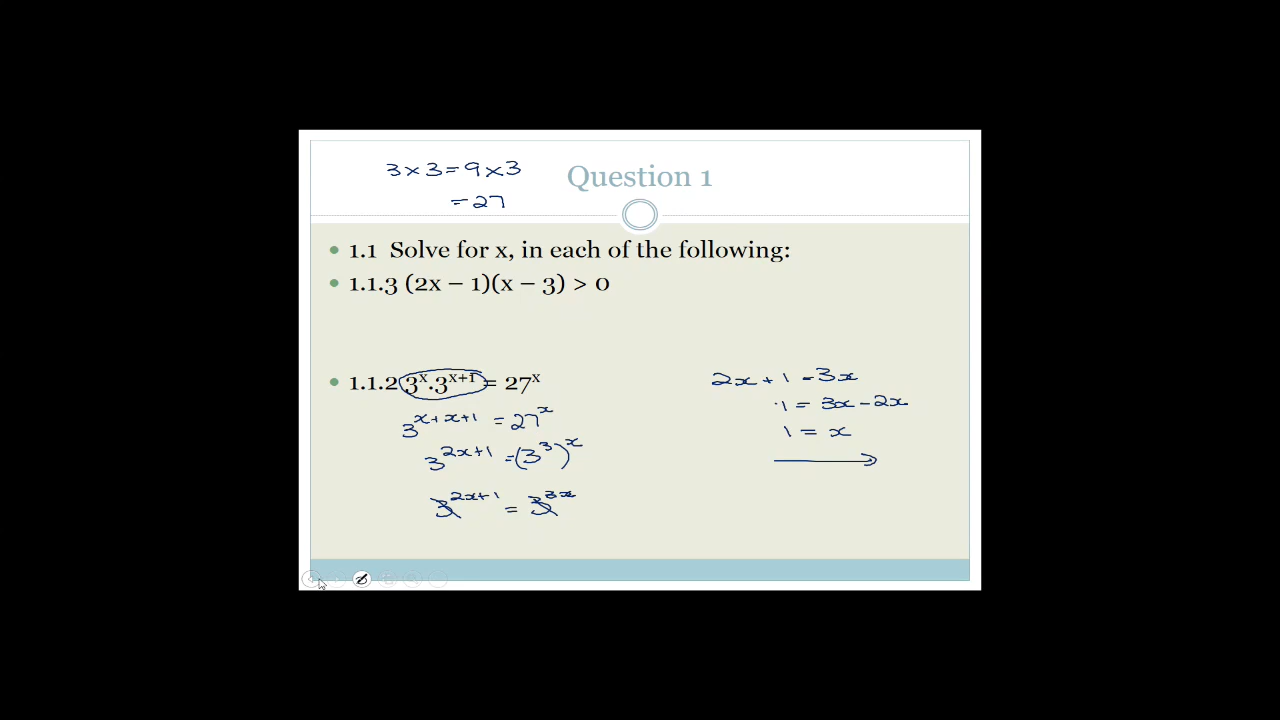 3 × 3 = 9 × 3
= 27
Question 1
• 1.1 Solve for x, in each of the following:
• 1.1.3 (2x – 1)(x – 3) > 0
• 1.1.2 3ˣ.3ˣ⁺¹ = 27ˣ
3ˣ⁺ˣ⁺¹ = 27ˣ
3²ˣ⁺¹ = (3³)ˣ
3²ˣ⁺¹ = 3³ˣ
2x + 1 = 3x
1 = 3x – 2x
1 = x